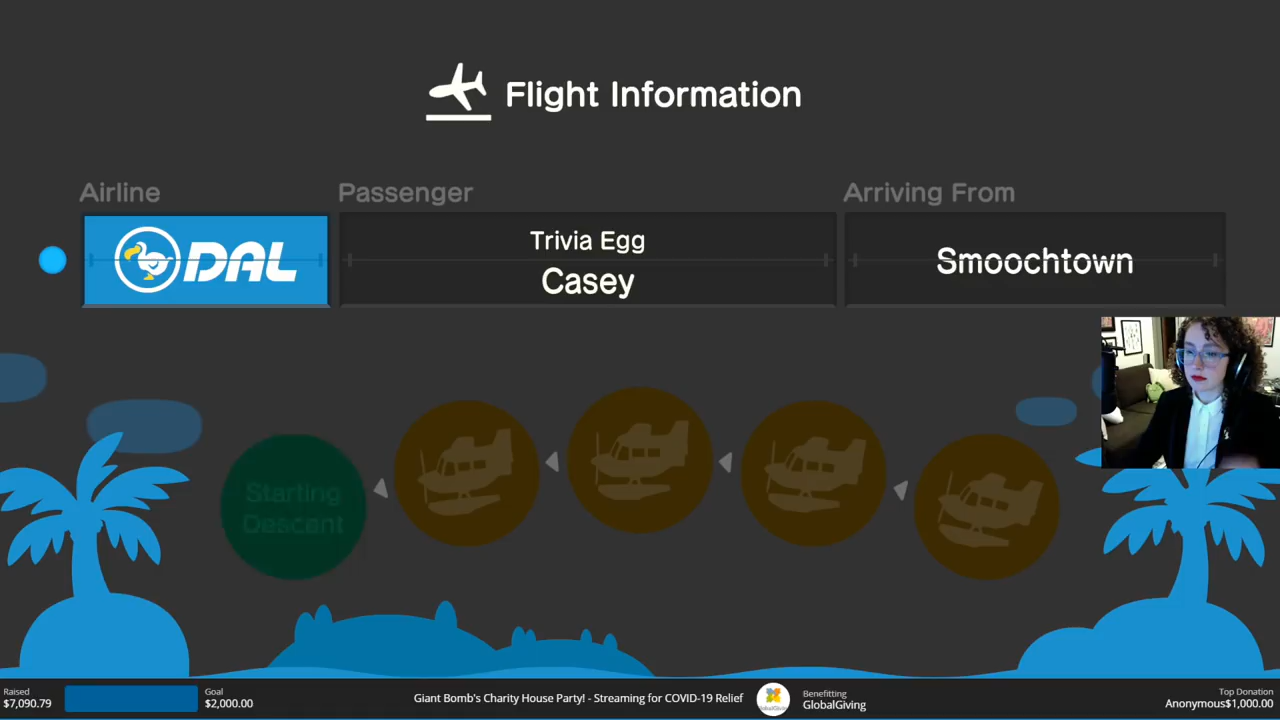 Flight Information
Airline
Passenger
Arriving From
DAL
Trivia Egg
Casey
Smoochtown
Starting
Descent
Raised
$7,090.79
Goal
$2,000.00
Giant Bomb's Charity House Party! - Streaming for COVID-19 Relief
GlobalGiving
Benefitting
GlobalGiving
Top Donation
Anonymous$1,000.00